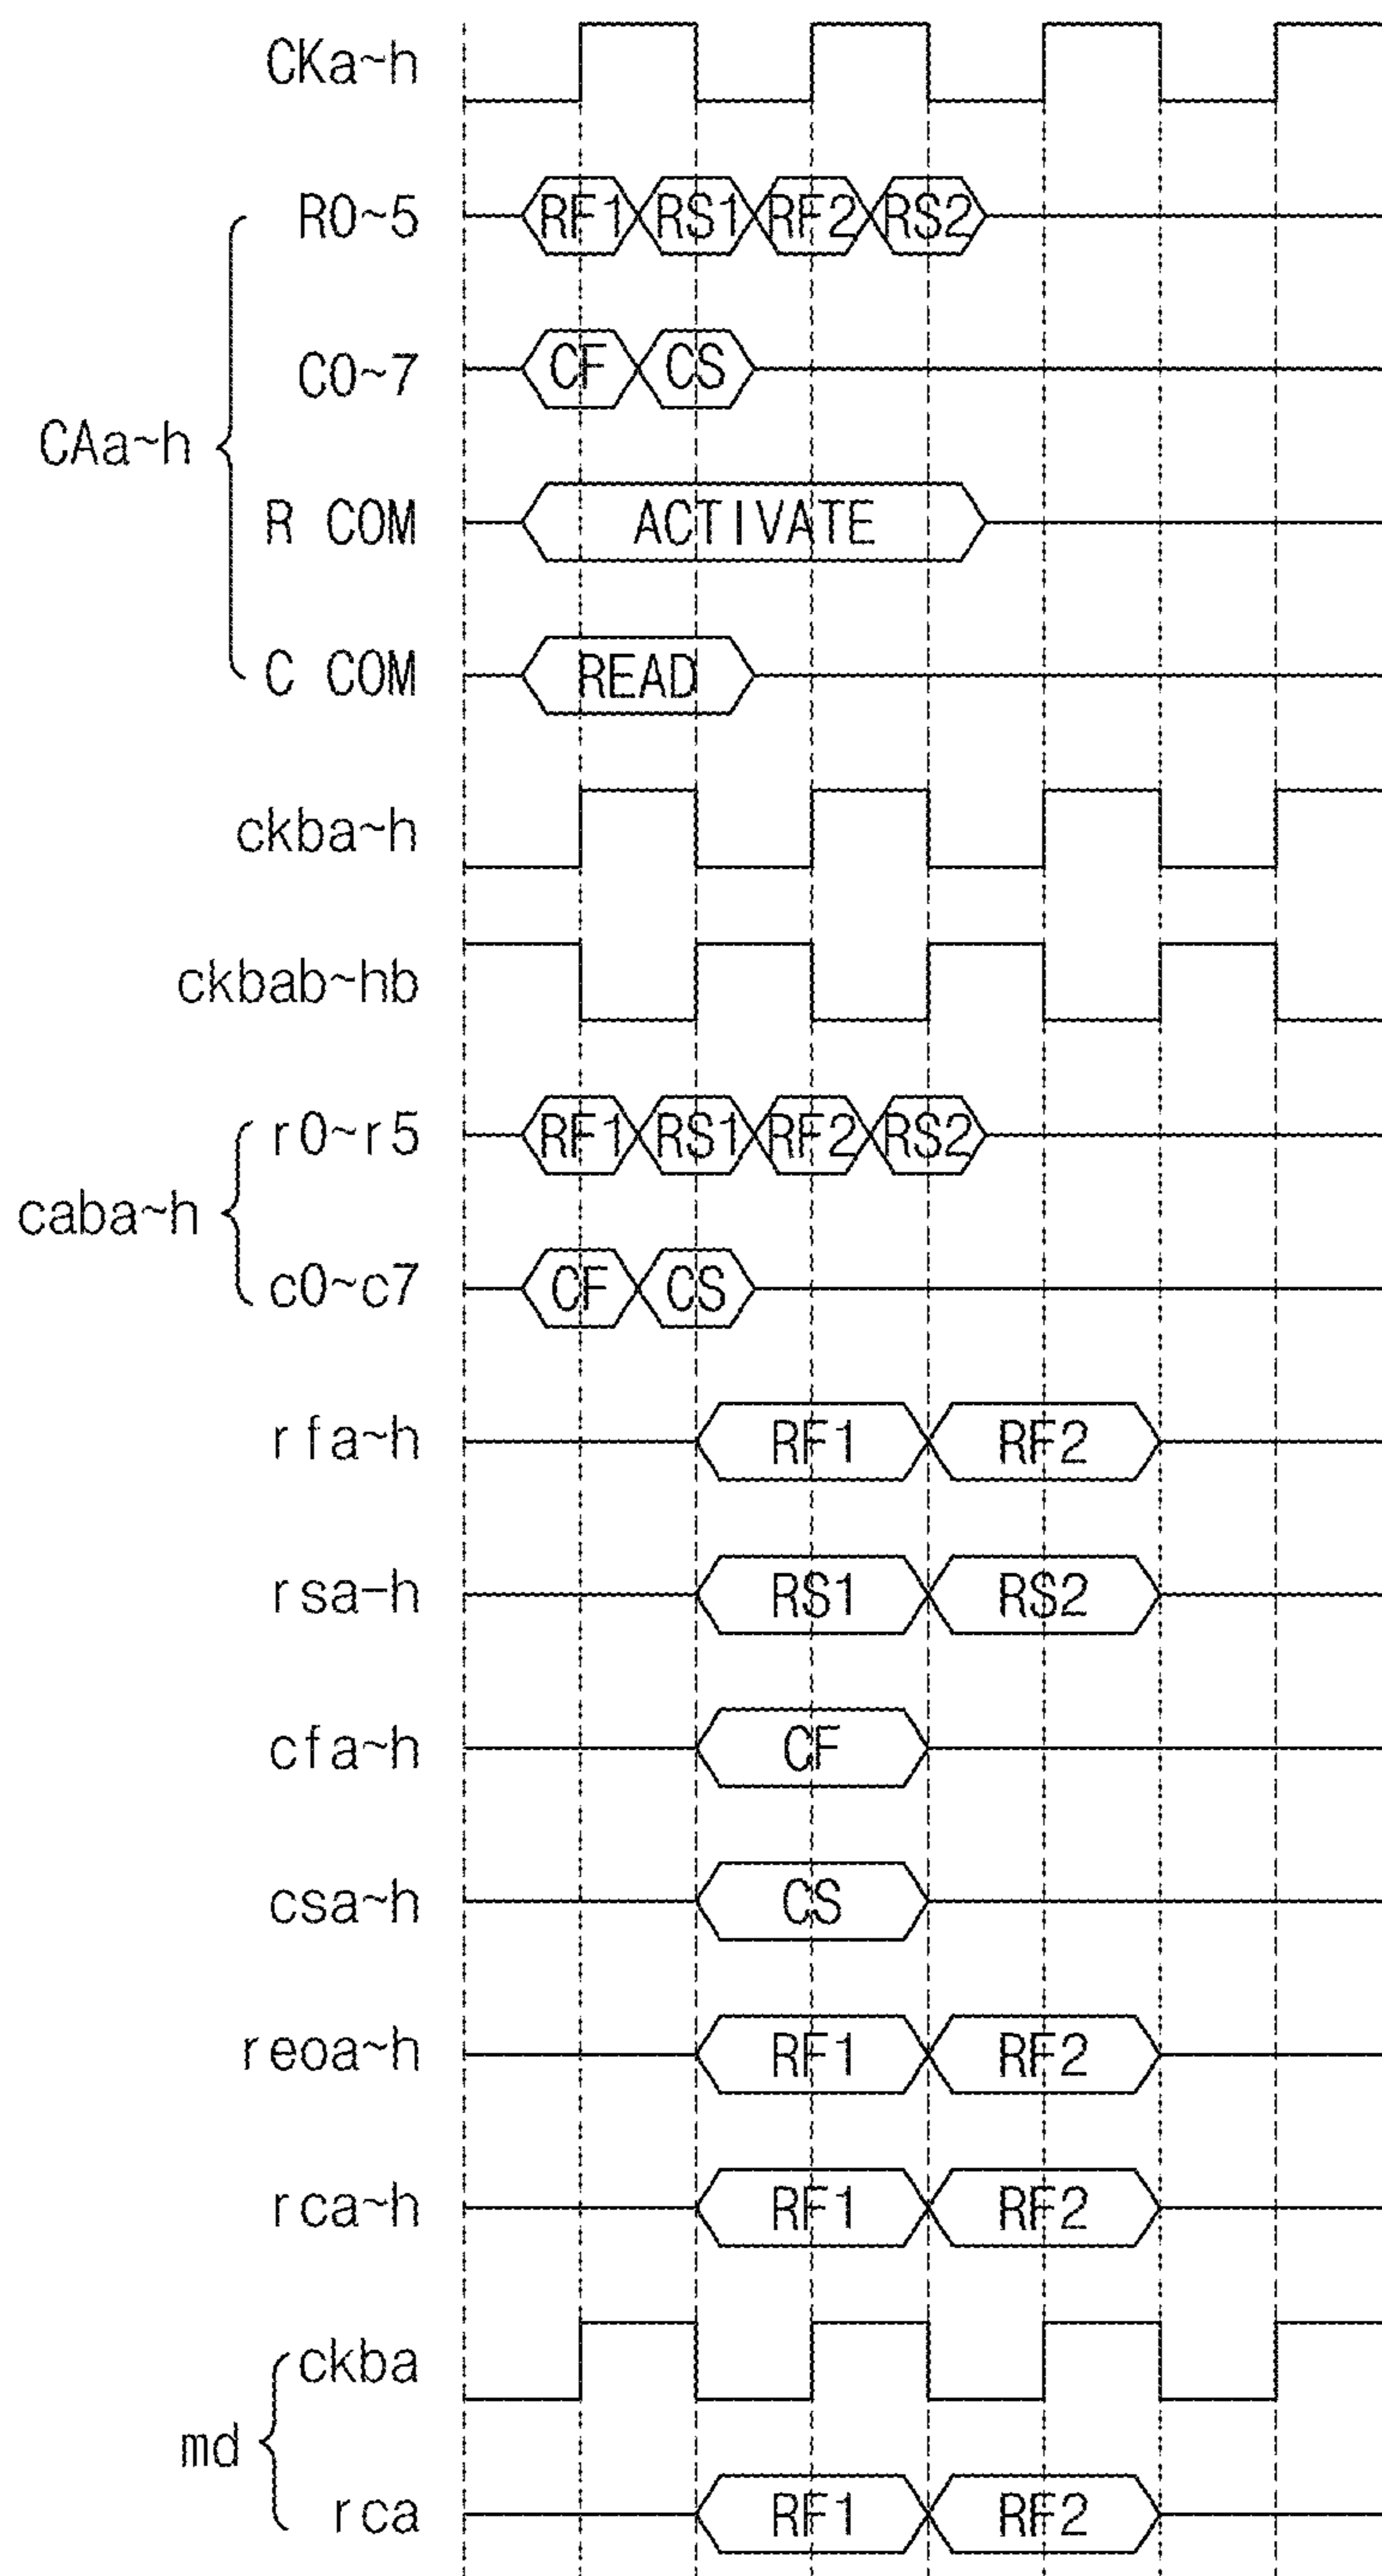 CKa~h
R0~5 RF1 RS1 RF2 RS2
C0~7 CF CS
CAa~h
R COM ACTIVATE
C COM READ
ckba~h
ckbab~hb
r0~r5 RF1 RS1 RF2 RS2
caba~h
c0~c7 CF CS
rfa~h RF1 RF2
rsa-h RS1 RS2
cfa~h CF
csa~h CS
reoa~h RF1 RF2
rca~h RF1 RF2
ckba
md
rca RF1 RF2